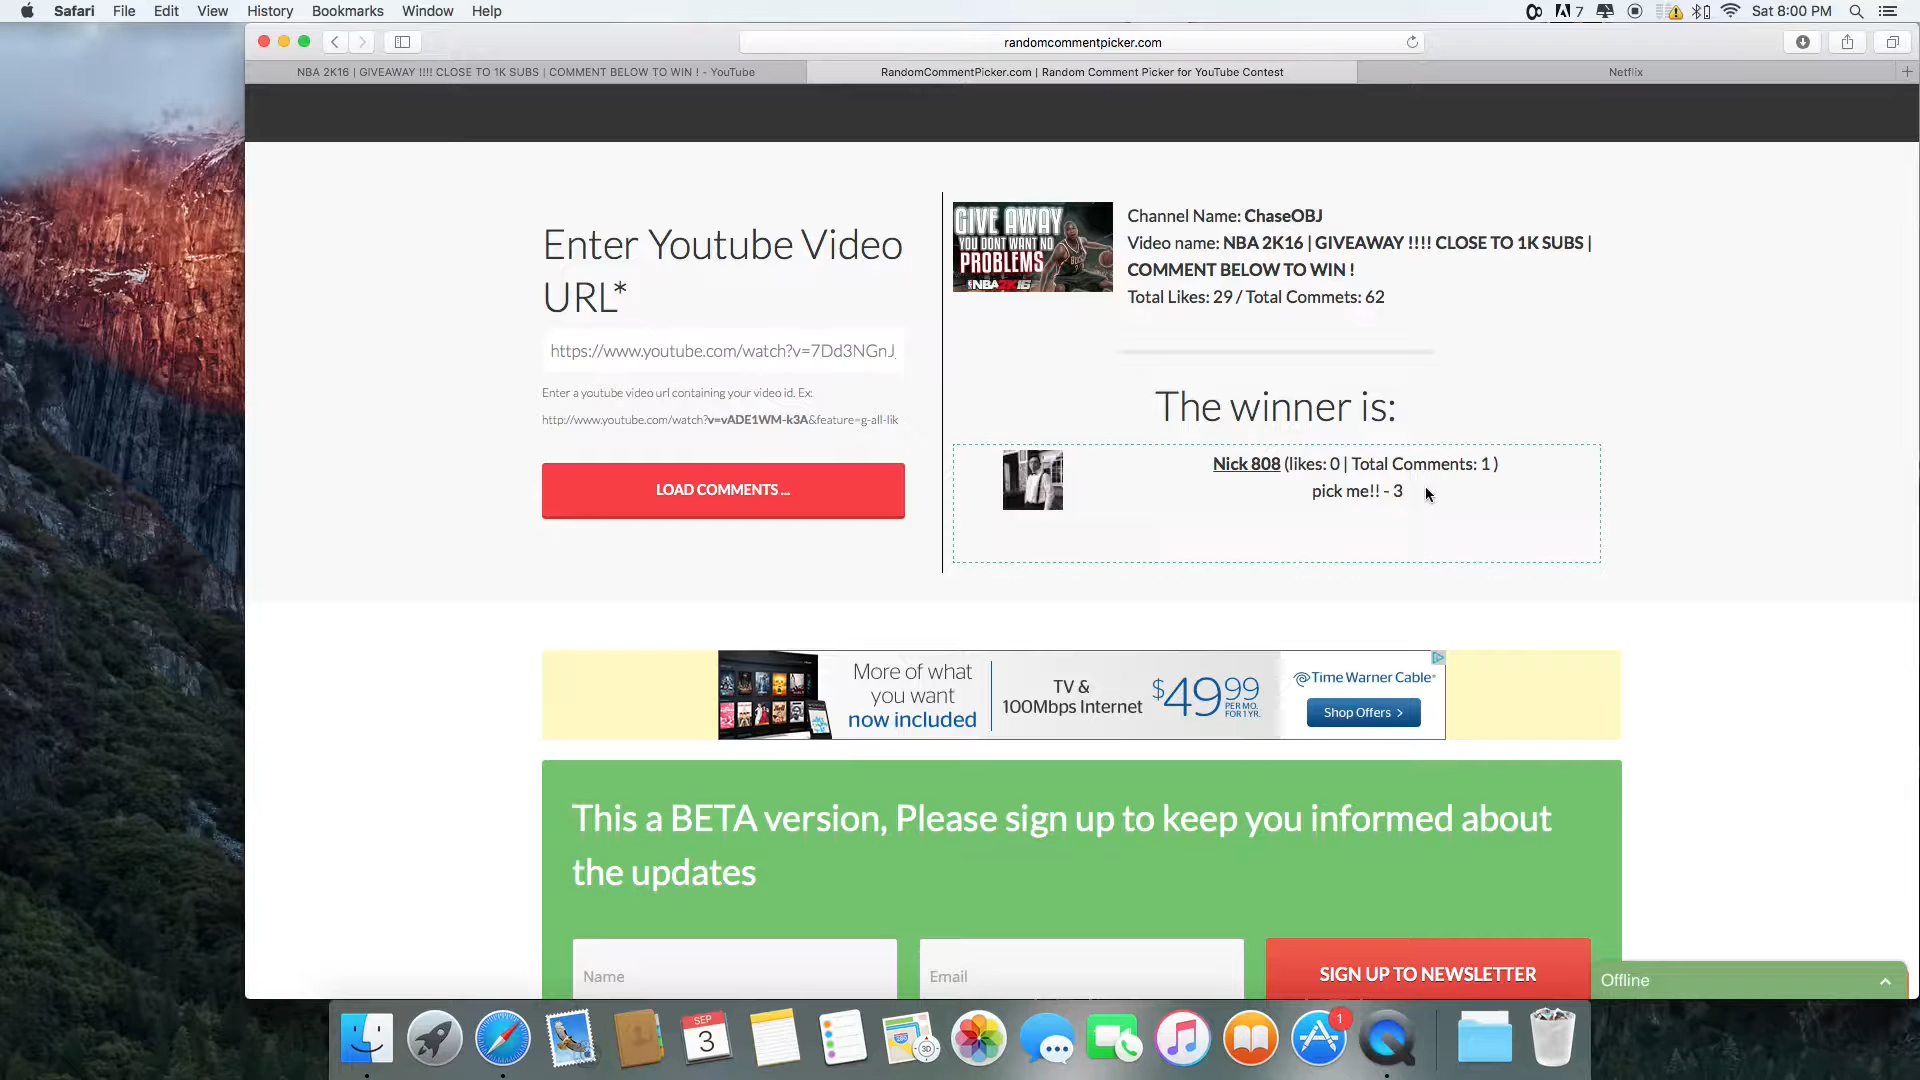 Safari File Edit View History Bookmarks Window Help
7
Sat 8:00 PM
randomcommentpicker.com
NBA 2K16 | GIVEAWAY !!!! CLOSE TO 1K SUBS | COMMENT BELOW TO WIN ! - YouTube
RandomCommentPicker.com | Random Comment Picker for YouTube Contest
Netflix
Enter Youtube Video
URL*
https://www.youtube.com/watch?v=7Dd3NGnJ
Enter a youtube video url containing your video id. Ex:
http://www.youtube.com/watch?v=vADE1WM-k3A&feature=g-all-lik
LOAD COMMENTS ...
GIVE AWAY
YOU DONT WANT NO
PROBLEMS
NBA 2K16
Channel Name: ChaseOBJ
Video name: NBA 2K16 | GIVEAWAY !!!! CLOSE TO 1K SUBS |
COMMENT BELOW TO WIN !
Total Likes: 29 / Total Commets: 62
The winner is:
Nick 808 (likes: 0 | Total Comments: 1 )
pick me!! - 3
More of what
you want
now included
TV &
100Mbps Internet
$49.99
PER MO.
FOR 1 YR.
Time Warner Cable
Shop Offers >
This a BETA version, Please sign up to keep you informed about
the updates
Name
Email
SIGN UP TO NEWSLETTER
Offline
SEP
3
280
3D
1